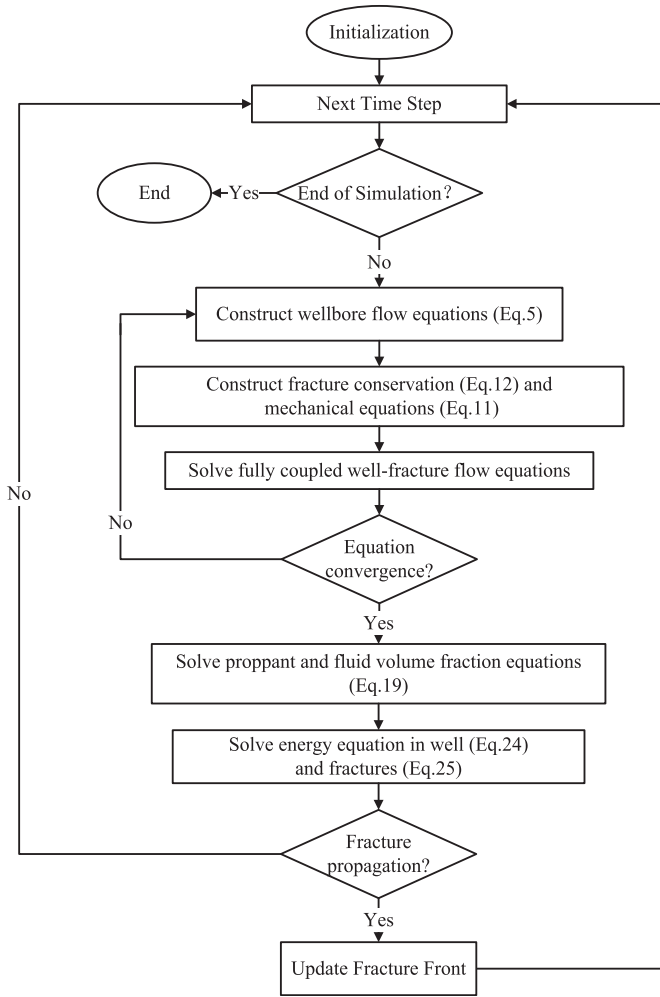 Initialization
Next Time Step
End
Yes
End of Simulation?
No
Construct wellbore flow equations (Eq.5)
Construct fracture conservation (Eq.12) and
mechanical equations (Eq.11)
Solve fully coupled well-fracture flow equations
No
No
Equation
convergence?
Yes
Solve proppant and fluid volume fraction equations
(Eq.19)
Solve energy equation in well (Eq.24)
and fractures (Eq.25)
Fracture
propagation?
Yes
Update Fracture Front